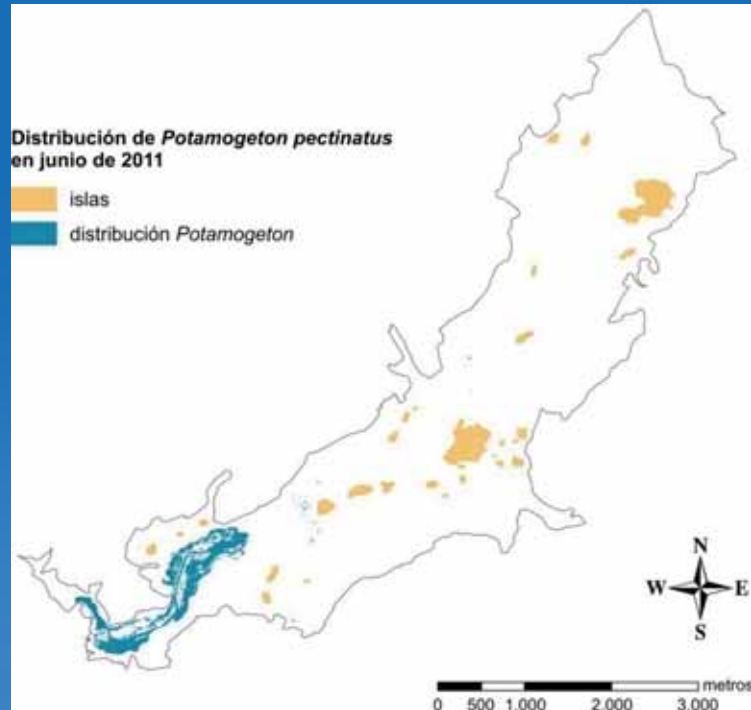 Distribución de Potamogeton pectinatus
en junio de 2011
islas
distribución Potamogeton
N
W E
S
metros
0 500 1.000 2.000 3.000